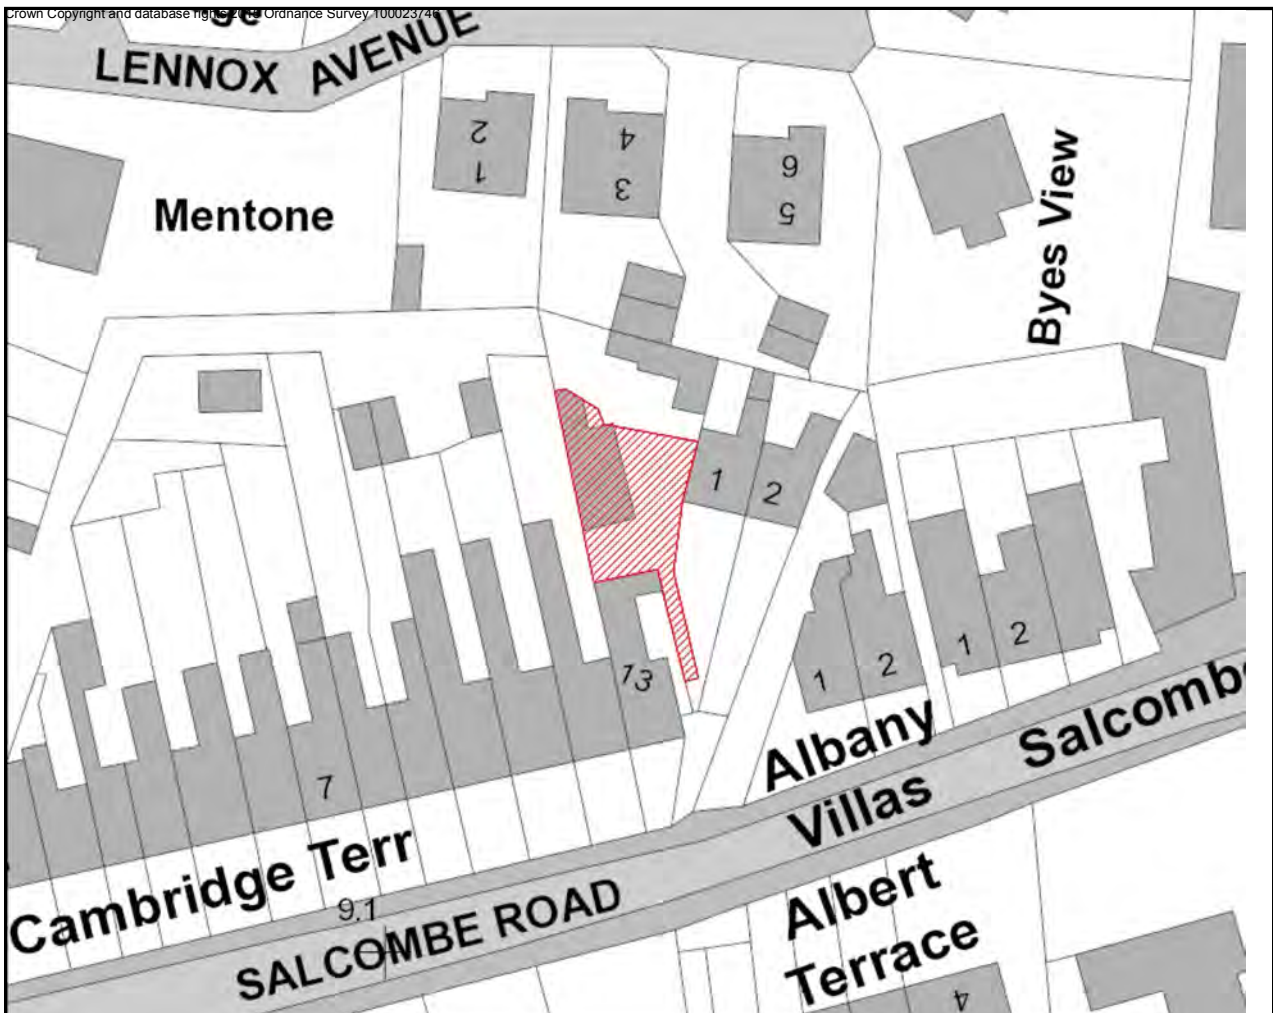 Crown Copyright and database rights Ordnance Survey
LENNOX AVENUE
2
1
4
3
6
5
Mentone
Byes View
1
2
13
1
2
1
2
7
Albany
Villas
Salcombe
Cambridge Terr
9.1
SALCOMBE ROAD
Albert
Terrace
4